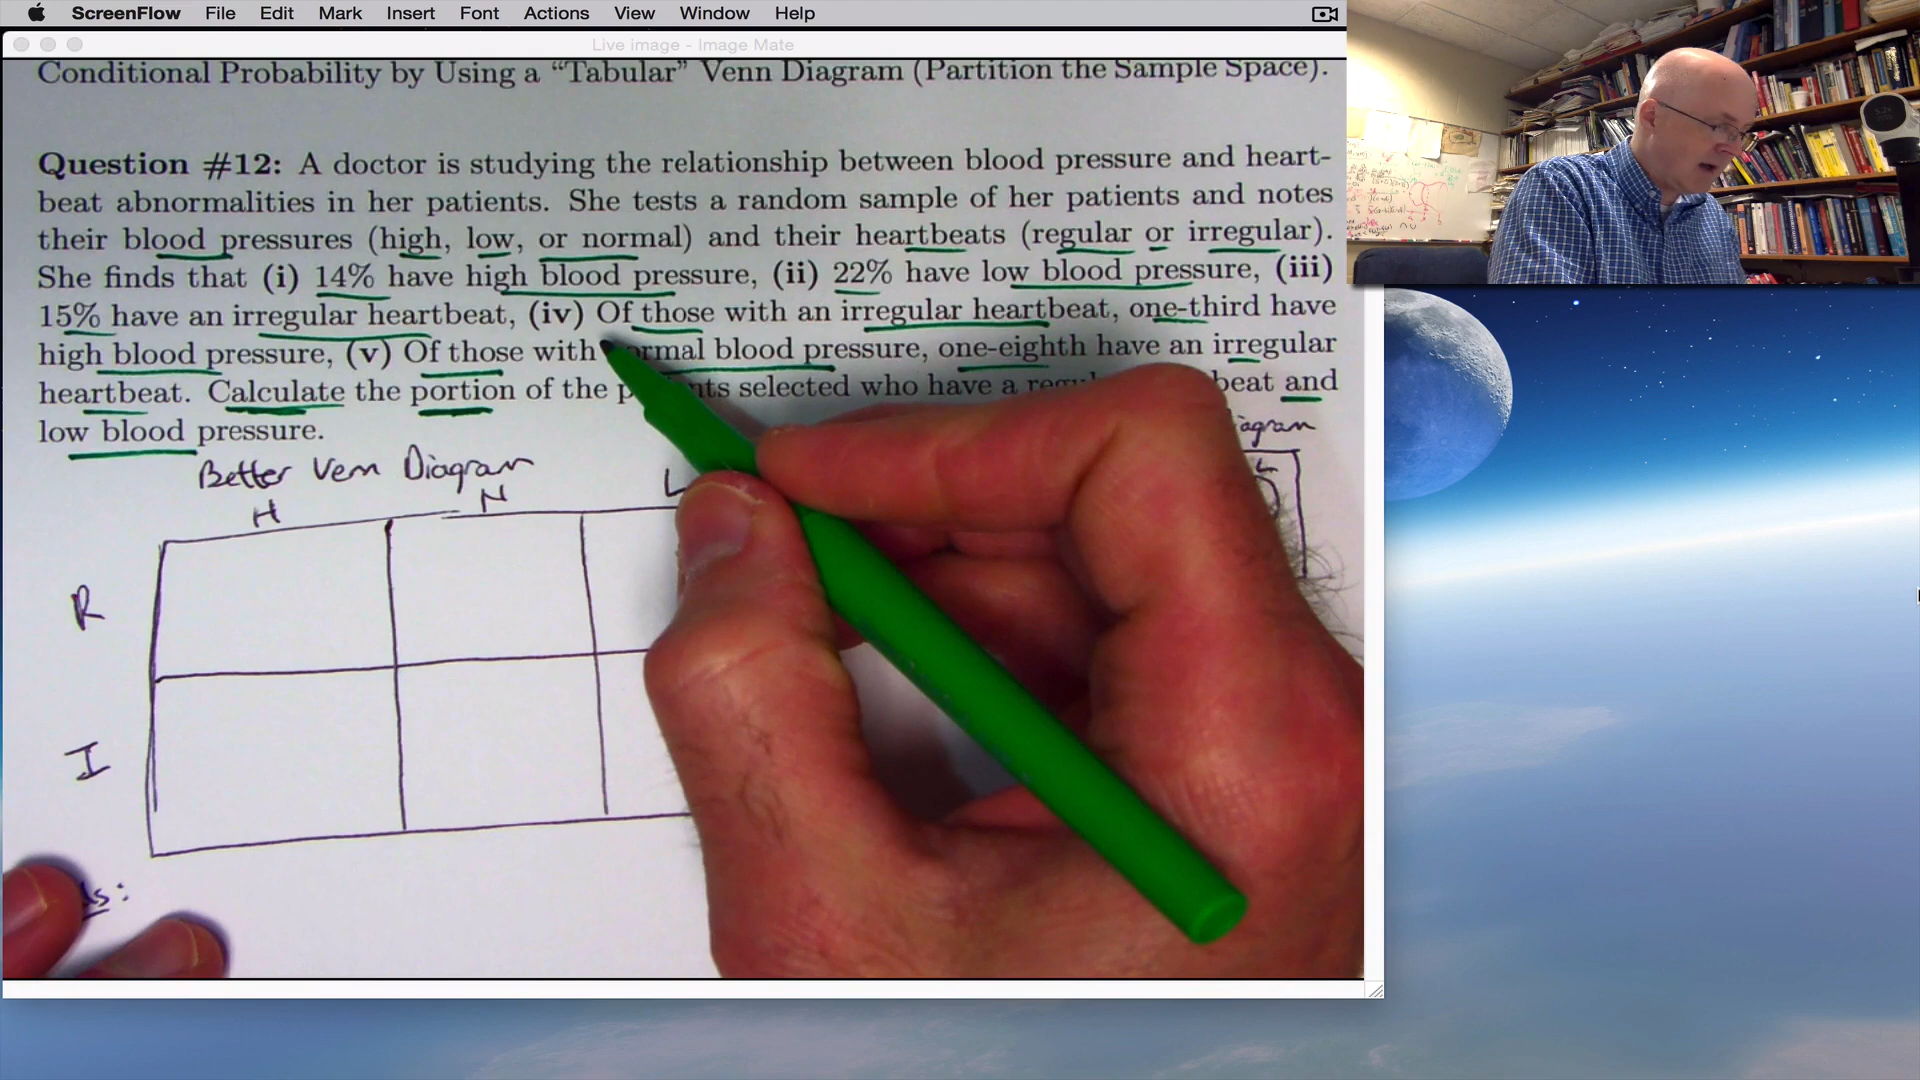 ScreenFlow File Edit Mark Insert Font Actions View Window Help
Live image - Image Mate
Conditional Probability by Using a “Tabular” Venn Diagram (Partition the Sample Space).
Question #12: A doctor is studying the relationship between blood pressure and heart-
beat abnormalities in her patients. She tests a random sample of her patients and notes
their blood pressures (high, low, or normal) and their heartbeats (regular or irregular).
She finds that (i) 14% have high blood pressure, (ii) 22% have low blood pressure, (iii)
15% have an irregular heartbeat, (iv) Of those with an irregular heartbeat, one-third have
high blood pressure, (v) Of those with ormal blood pressure, one-eighth have an irregular
heartbeat. Calculate the portion of the p nts selected who have a regu beat and
low blood pressure.
Better Venn Diagram iagram
H N L L
R
I
s: